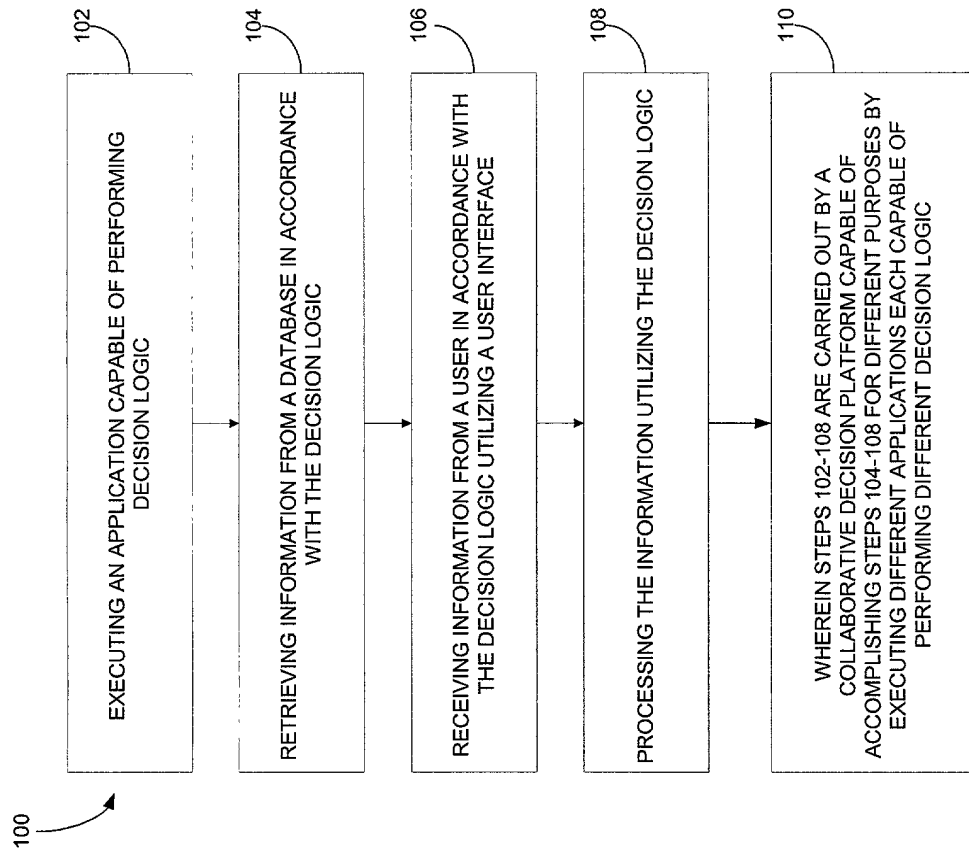 100
102
EXECUTING AN APPLICATION CAPABLE OF PERFORMING
DECISION LOGIC
104
RETRIEVING INFORMATION FROM A DATABASE IN ACCORDANCE
WITH THE DECISION LOGIC
106
RECEIVING INFORMATION FROM A USER IN ACCORDANCE WITH
THE DECISION LOGIC UTILIZING A USER INTERFACE
108
PROCESSING THE INFORMATION UTILIZING THE DECISION LOGIC
110
WHEREIN STEPS 102-108 ARE CARRIED OUT BY A
COLLABORATIVE DECISION PLATFORM CAPABLE OF
ACCOMPLISHING STEPS 104-108 FOR DIFFERENT PURPOSES BY
EXECUTING DIFFERENT APPLICATIONS EACH CAPABLE OF
PERFORMING DIFFERENT DECISION LOGIC